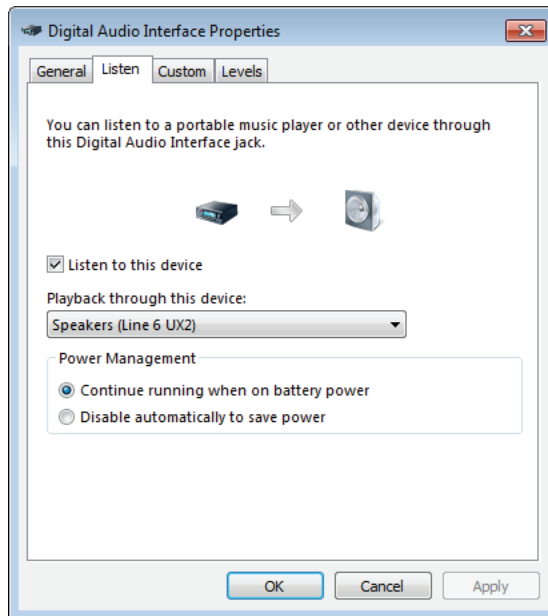 Digital Audio Interface Properties
General
Listen
Custom
Levels
You can listen to a portable music player or other device through
this Digital Audio Interface jack.
Listen to this device
Playback through this device:
Speakers (Line 6 UX2)
Power Management
Continue running when on battery power
Disable automatically to save power
OK
Cancel
Apply